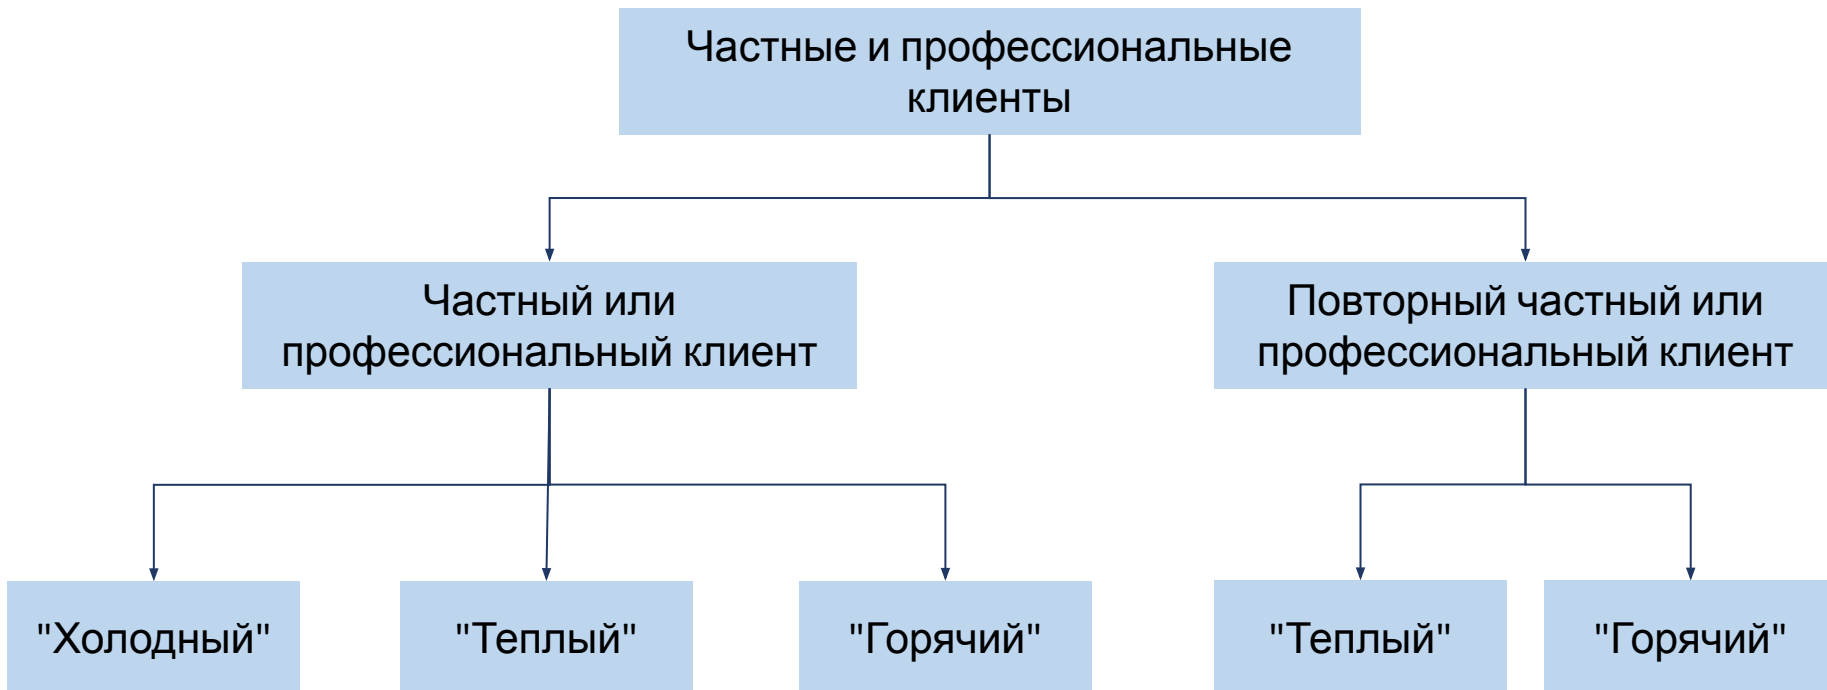 Частные и профессиональные
клиенты
Частный или
профессиональный клиент
Повторный частный или
профессиональный клиент
"Холодный"
"Теплый"
"Горячий"
"Теплый"
"Горячий"